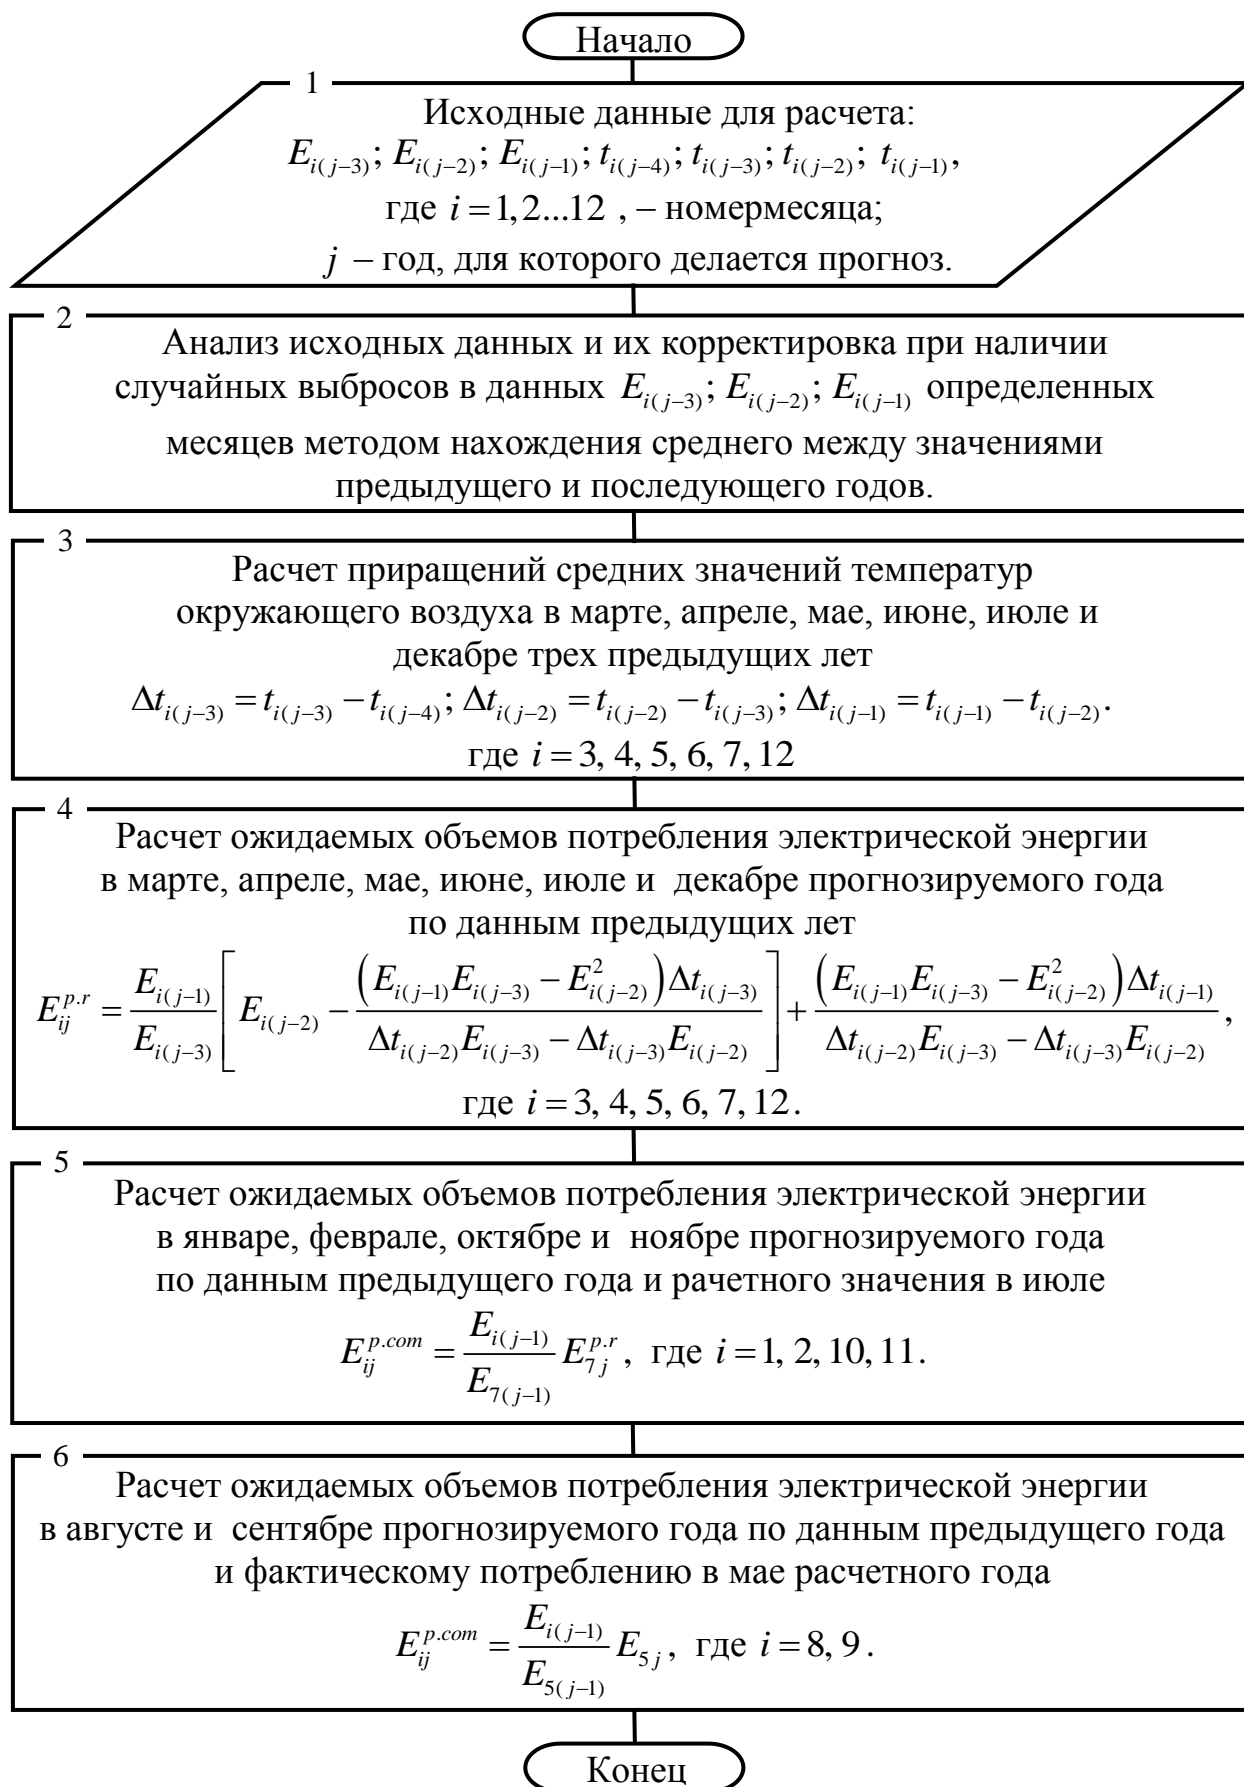 Начало
1
Исходные данные для расчета:
E_{i(j−3)}; E_{i(j−2)}; E_{i(j−1)}; t_{i(j−4)}; t_{i(j−3)}; t_{i(j−2)}; t_{i(j−1)},
где i = 1, 2...12 , – номермесяца;
j – год, для которого делается прогноз.
2
Анализ исходных данных и их корректировка при наличии
случайных выбросов в данных E_{i(j−3)}; E_{i(j−2)}; E_{i(j−1)} определенных
месяцев методом нахождения среднего между значениями
предыдущего и последующего годов.
3
Расчет приращений средних значений температур
окружающего воздуха в марте, апреле, мае, июне, июле и
декабре трех предыдущих лет
Δt_{i(j−3)} = t_{i(j−3)} − t_{i(j−4)}; Δt_{i(j−2)} = t_{i(j−2)} − t_{i(j−3)}; Δt_{i(j−1)} = t_{i(j−1)} − t_{i(j−2)}.
где i = 3, 4, 5, 6, 7, 12
4
Расчет ожидаемых объемов потребления электрической энергии
в марте, апреле, мае, июне, июле и декабре прогнозируемого года
по данным предыдущих лет
E_{ij}^{p.r} = \frac{E_{i(j−1)}}{E_{i(j−3)}} [ E_{i(j−2)} − \frac{(E_{i(j−1)}E_{i(j−3)} − E_{i(j−2)}^2)Δt_{i(j−3)}}{Δt_{i(j−2)}E_{i(j−3)} − Δt_{i(j−3)}E_{i(j−2)}} ] + \frac{(E_{i(j−1)}E_{i(j−3)} − E_{i(j−2)}^2)Δt_{i(j−1)}}{Δt_{i(j−2)}E_{i(j−3)} − Δt_{i(j−3)}E_{i(j−2)}},
где i = 3, 4, 5, 6, 7, 12.
5
Расчет ожидаемых объемов потребления электрической энергии
в январе, феврале, октябре и ноябре прогнозируемого года
по данным предыдущего года и рачетного значения в июле
E_{ij}^{p.com} = \frac{E_{i(j−1)}}{E_{7(j−1)}} E_{7j}^{p.r}, где i = 1, 2, 10, 11.
6
Расчет ожидаемых объемов потребления электрической энергии
в августе и сентябре прогнозируемого года по данным предыдущего года
и фактическому потреблению в мае расчетного года
E_{ij}^{p.com} = \frac{E_{i(j−1)}}{E_{5(j−1)}} E_{5j}, где i = 8, 9.
Конец